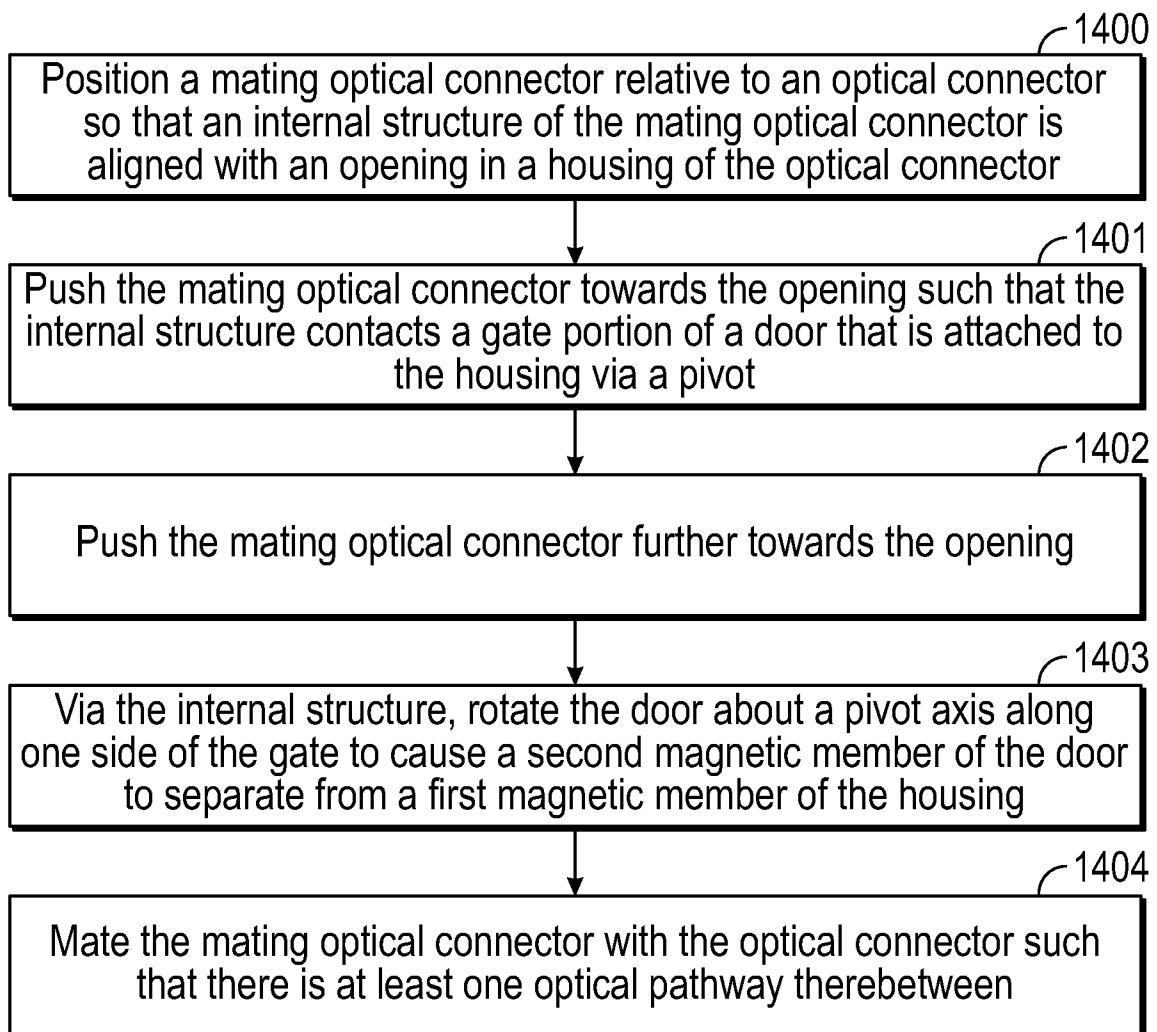 1400
Position a mating optical connector relative to an optical connector
so that an internal structure of the mating optical connector is
aligned with an opening in a housing of the optical connector
1401
Push the mating optical connector towards the opening such that the
internal structure contacts a gate portion of a door that is attached to
the housing via a pivot
1402
Push the mating optical connector further towards the opening
1403
Via the internal structure, rotate the door about a pivot axis along
one side of the gate to cause a second magnetic member of the door
to separate from a first magnetic member of the housing
1404
Mate the mating optical connector with the optical connector such
that there is at least one optical pathway therebetween